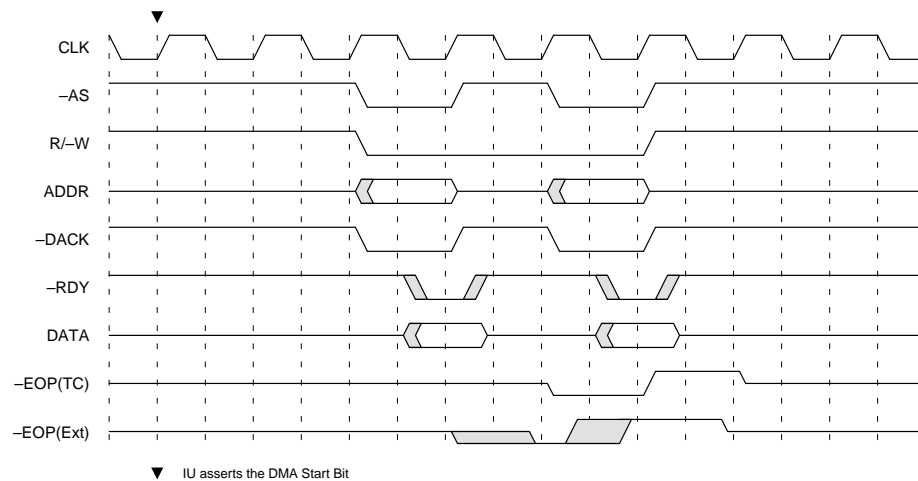 ▼
CLK
–AS
R/–W
ADDR
–DACK
–RDY
DATA
–EOP(TC)
–EOP(Ext)
▼ IU asserts the DMA Start Bit